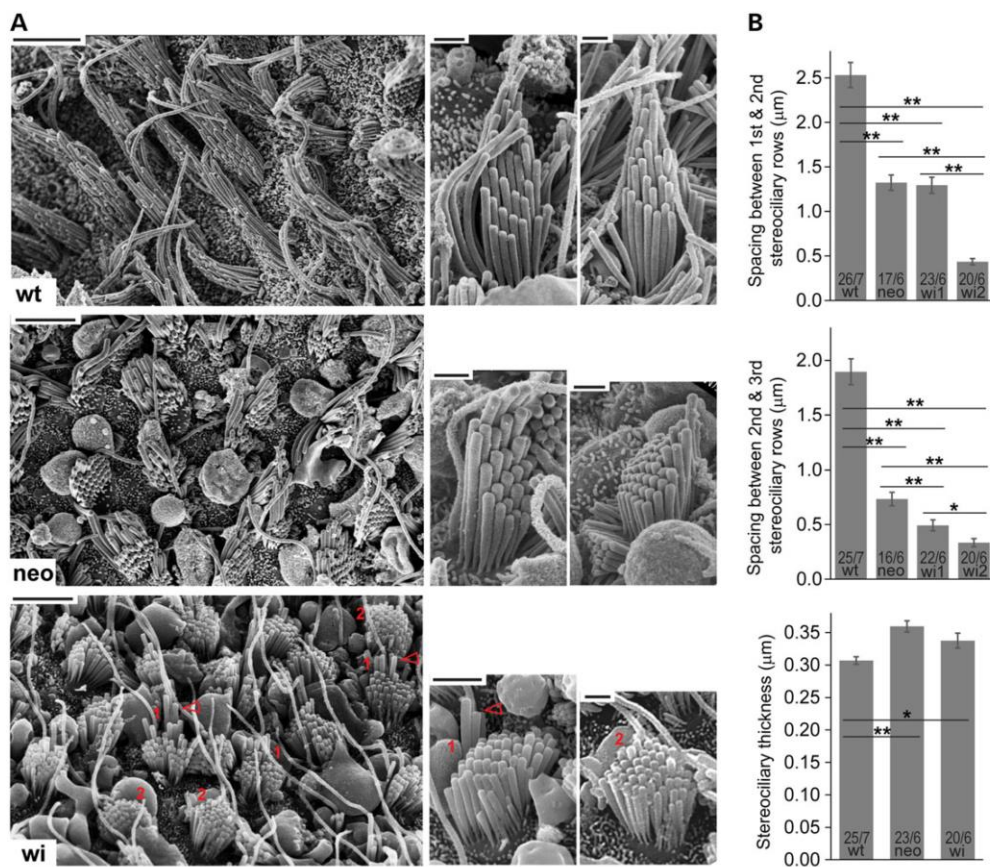 A
wt
neo
2
1
1
1
2
2
wi
1
2
B
Spacing between 1st & 2nd
stereociliary rows (μm)
2.5
2.0
1.5
1.0
0.5
0.0
**
**
**
**
**
26/7
wt
17/6
neo
23/6
wi1
20/6
wi2
Spacing between 2nd & 3rd
stereociliary rows (μm)
2.0
1.5
1.0
0.5
0.0
**
**
**
**
**
*
25/7
wt
16/6
neo
22/6
wi1
20/6
wi2
Stereociliary thickness (μm)
0.35
0.30
0.25
0.20
0.15
0.10
0.05
0.00
*
**
25/7
wt
23/6
neo
20/6
wi